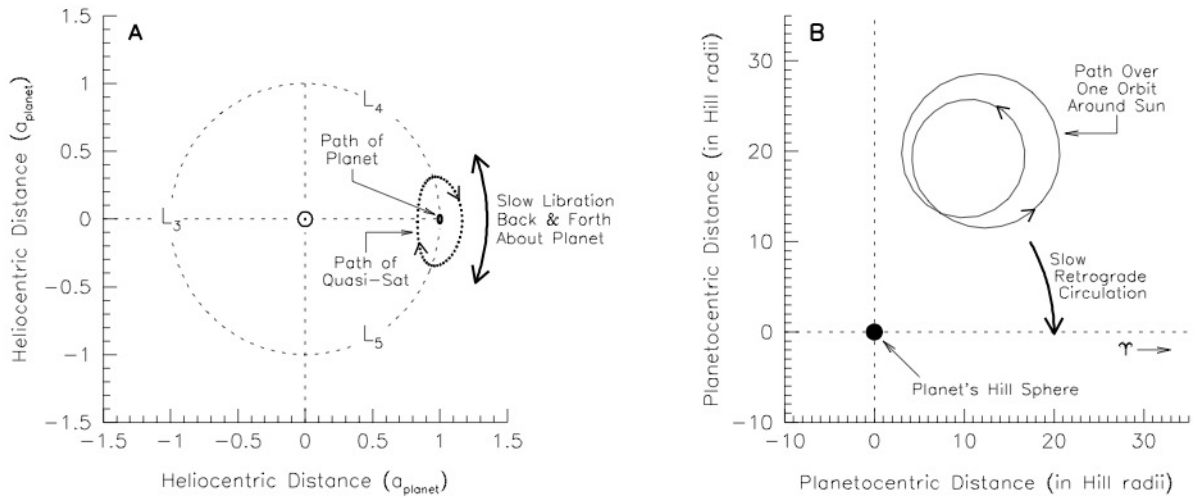 A
1.5
1
0.5
0
−0.5
−1
−1.5
Heliocentric Distance (a_planet)
L4
Path of
Planet
L3
Slow Libration
Back & Forth
About Planet
Path of
Quasi−Sat
L5
−1.5 −1 −0.5 0 0.5 1 1.5
Heliocentric Distance (a_planet)
B
30
20
10
0
−10
Planetocentric Distance (in Hill radii)
Path Over
One Orbit
Around Sun
Slow
Retrograde
Circulation
♈
Planet's Hill Sphere
−10 0 10 20 30
Planetocentric Distance (in Hill radii)